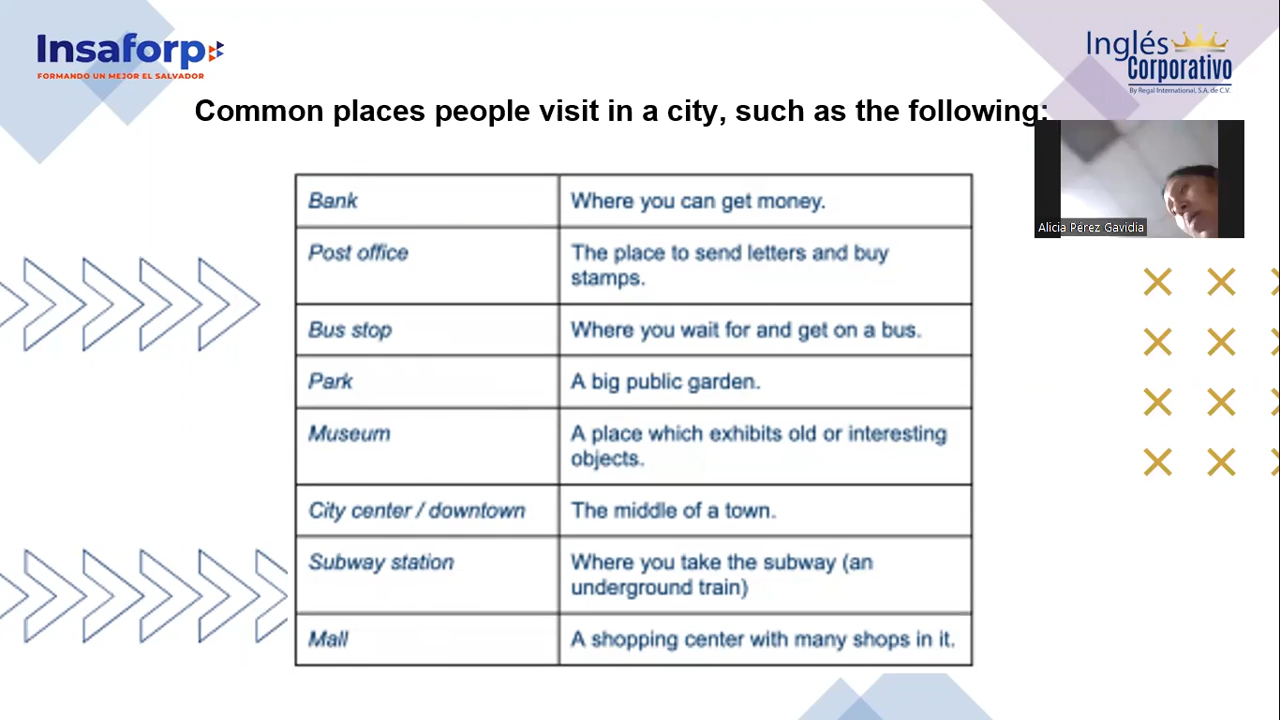 Insaforp
FORMANDO UN MEJOR EL SALVADOR
Inglés
Corporativo
By Regal International, S.A. de C.V.
Common places people visit in a city, such as the following:
Alicia Pérez Gavidia
Bank
Where you can get money.
Post office
The place to send letters and buy
stamps.
Bus stop
Where you wait for and get on a bus.
Park
A big public garden.
Museum
A place which exhibits old or interesting
objects.
City center / downtown
The middle of a town.
Subway station
Where you take the subway (an
underground train)
Mall
A shopping center with many shops in it.